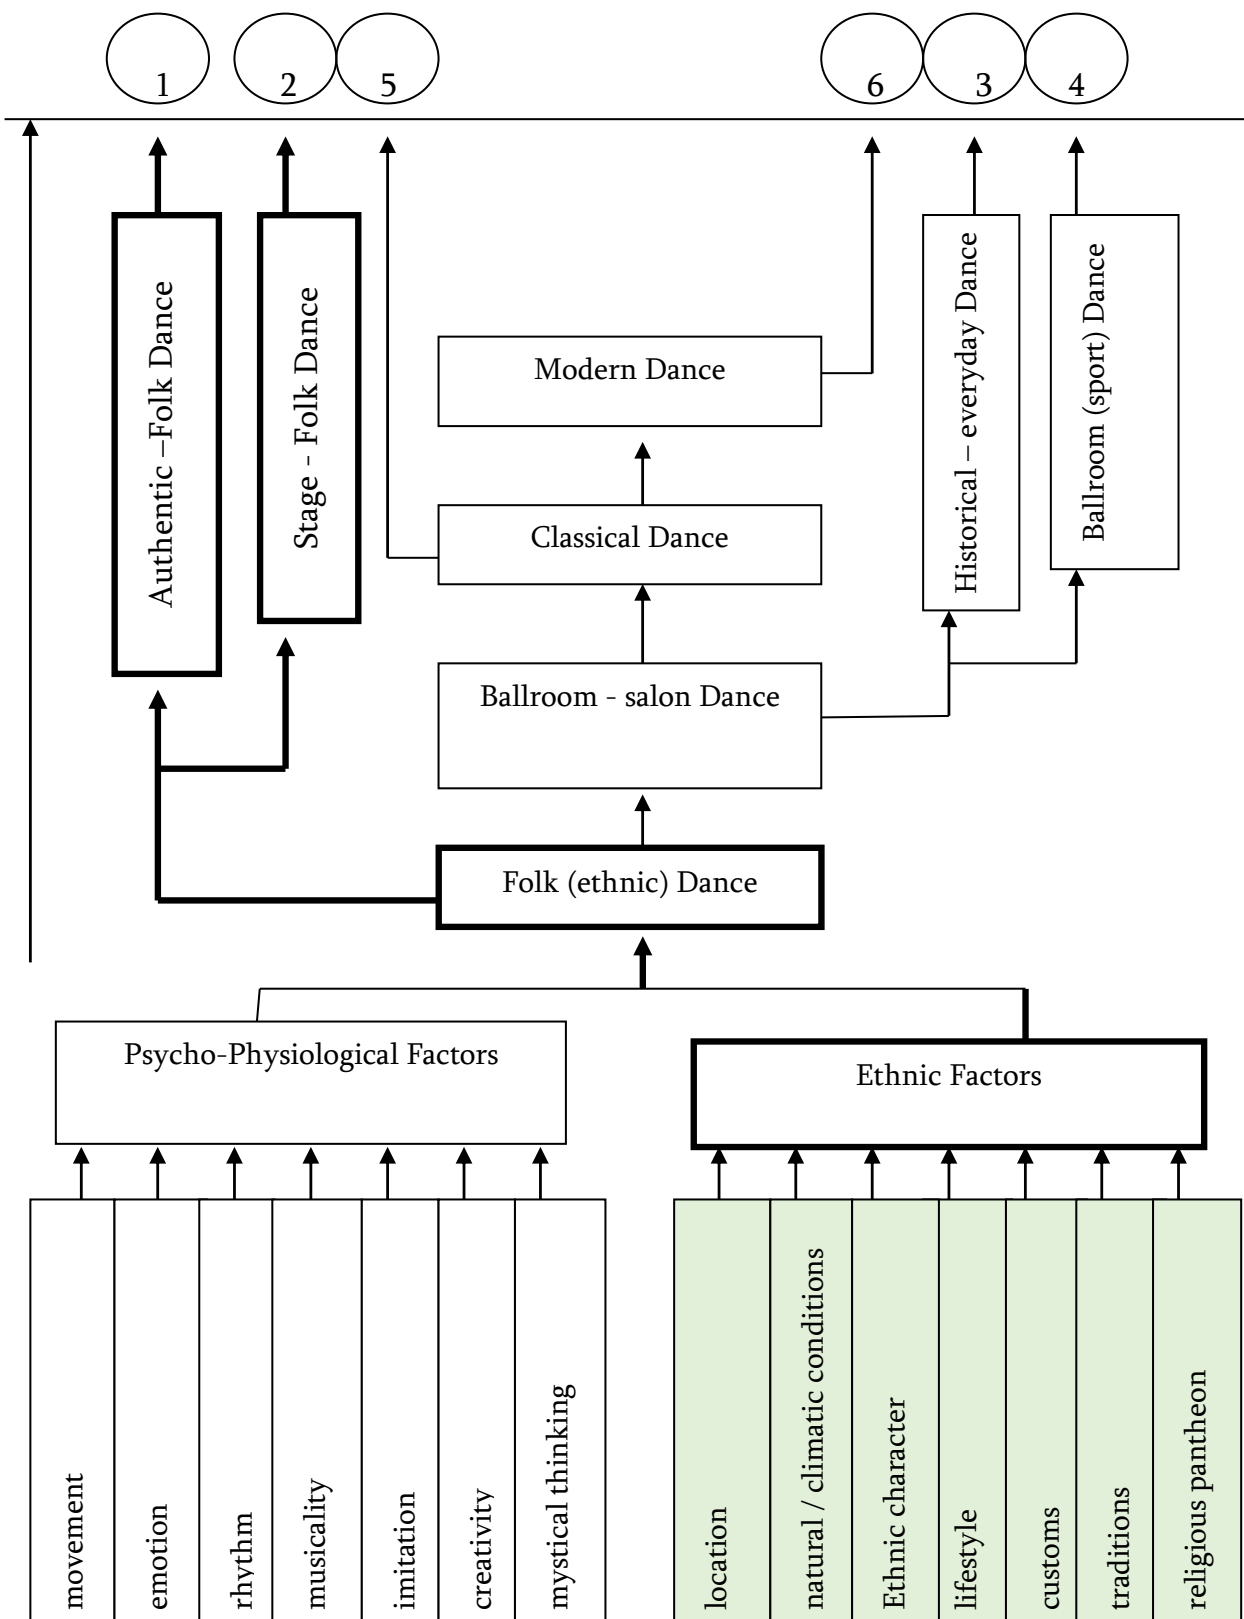 1
2
5
6
3
4
Authentic –Folk Dance
Stage - Folk Dance
Modern Dance
Historical – everyday Dance
Ballroom (sport) Dance
Classical Dance
Ballroom - salon Dance
Folk (ethnic) Dance
Psycho-Physiological Factors
Ethnic Factors
movement
emotion
rhythm
musicality
imitation
creativity
mystical thinking
location
natural / climatic conditions
Ethnic character
lifestyle
customs
traditions
religious pantheon